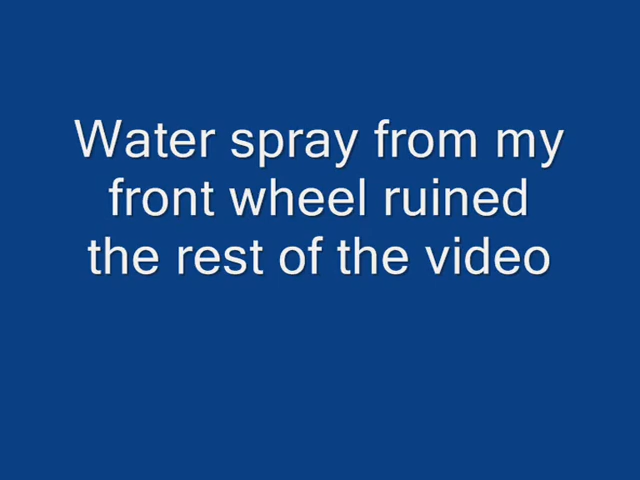 Water spray from my
front wheel ruined
the rest of the video